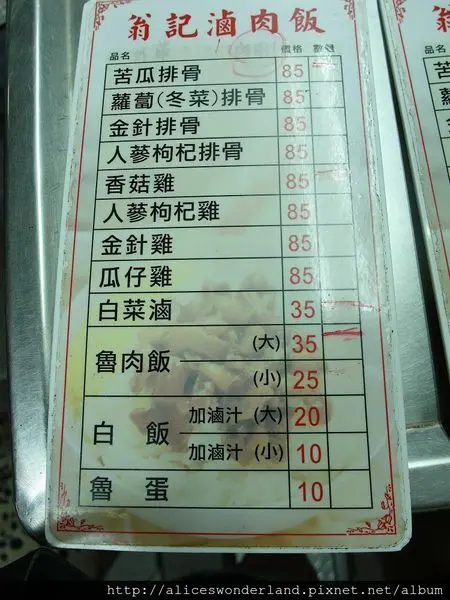 翁記滷肉飯
品名 價格 數量
苦瓜排骨 85
蘿蔔(冬菜)排骨 85
金針排骨 85
人蔘枸杞排骨 85
香菇雞 85
人蔘枸杞雞 85
金針雞 85
瓜仔雞 85
白菜滷 35
魯肉飯 (大) 35
(小) 25
白飯 加滷汁 (大) 20
加滷汁 (小) 10
魯蛋 10
http://aliceswonderland.pixnet.net/album